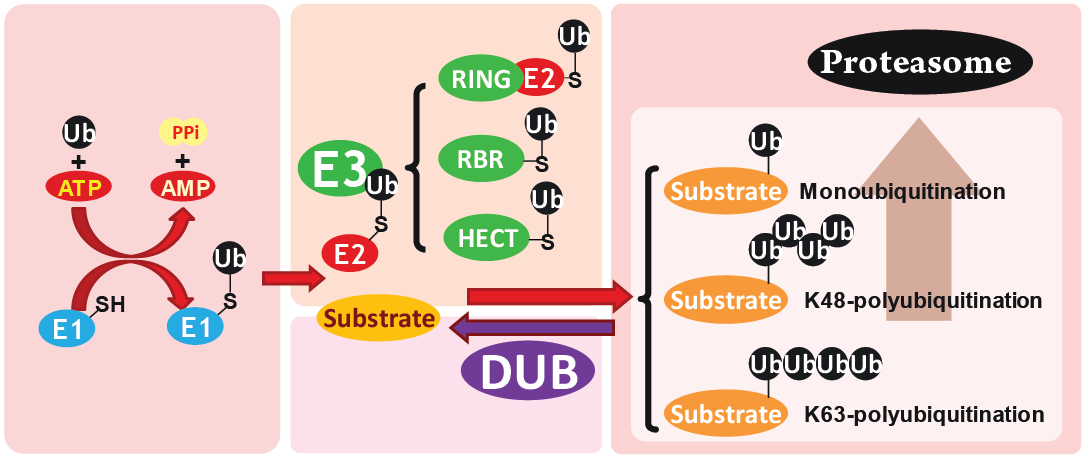 Ub
+
ATP
PPi
+
AMP
SH
E1
Ub
S
E1
E3
Ub
S
E2
RING
E2
Ub
S
RBR
Ub
S
HECT
Ub
S
Substrate
DUB
Proteasome
Ub
Substrate
Monoubiquitination
Ub Ub Ub Ub
Substrate
K48-polyubiquitination
Ub Ub Ub Ub
Substrate
K63-polyubiquitination